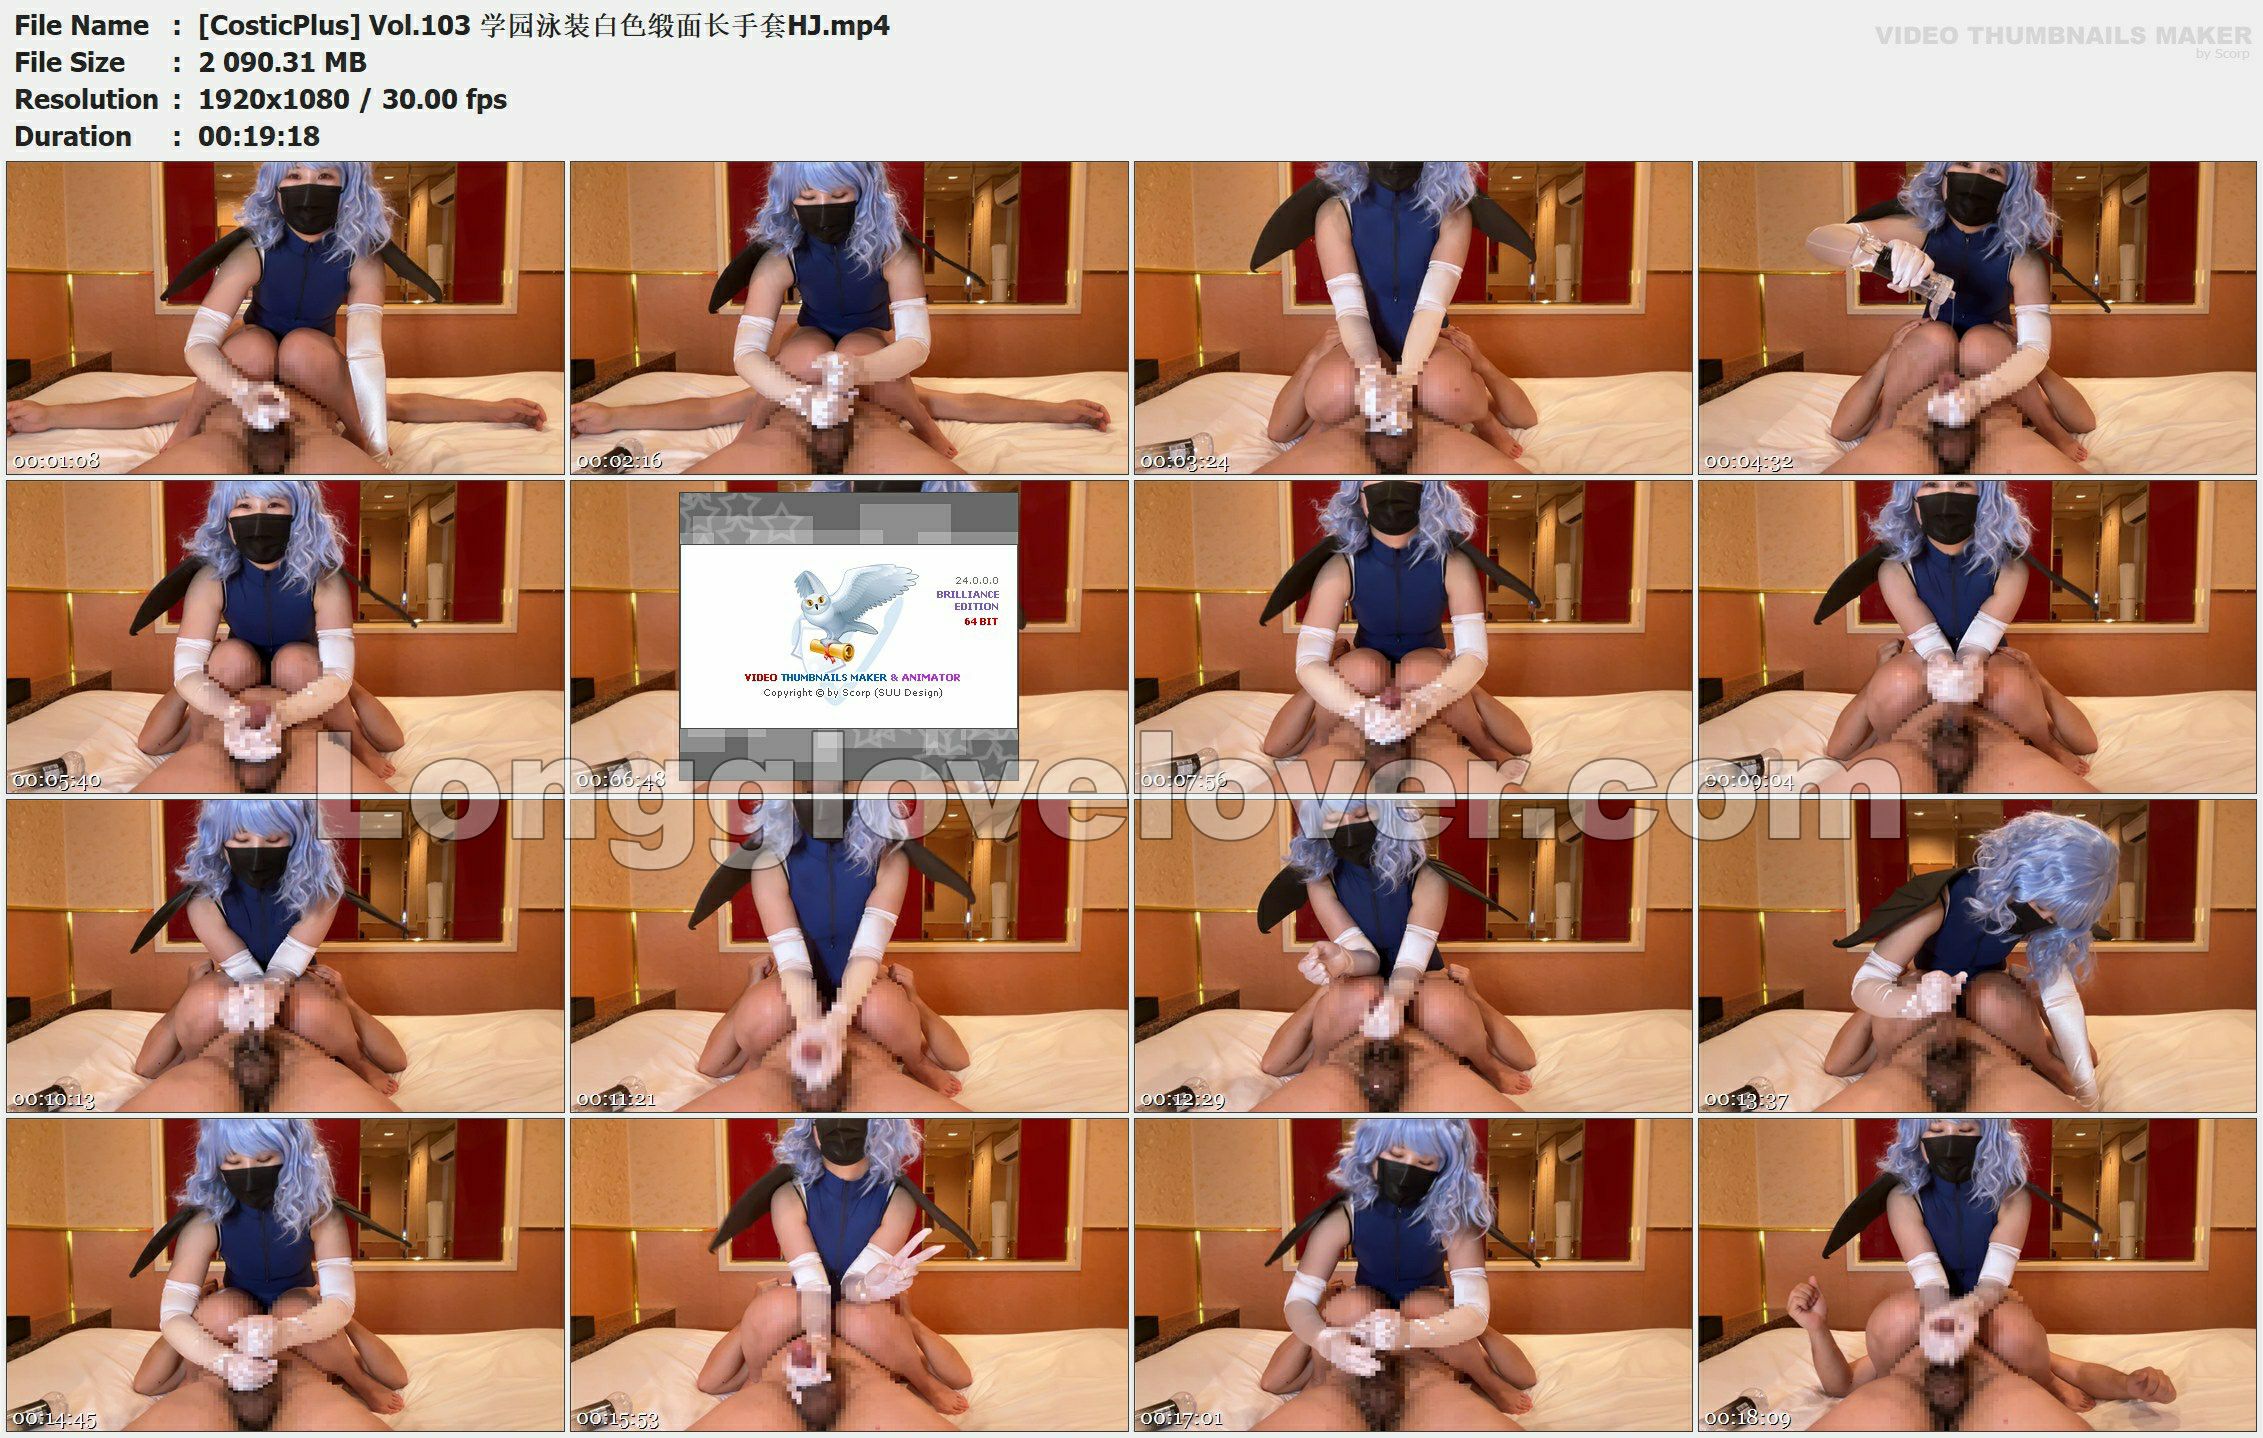 File Name : [CosticPlus] Vol.103 学园泳装白色缎面长手套HJ.mp4
File Size : 2 090.31 MB
Resolution : 1920x1080 / 30.00 fps
Duration : 00:19:18
VIDEO THUMBNAILS MAKER
by Scorp
00:01:08
00:02:16
00:03:24
00:04:32
00:05:40
24.0.0.0
BRILLIANCE
EDITION
64 BIT
VIDEO THUMBNAILS MAKER & ANIMATOR
Copyright © by Scorp (SUU Design)
00:06:48
00:07:56
00:09:04
Longglovelover.com
00:10:13
00:11:21
00:12:29
00:13:37
00:14:45
00:15:53
00:17:01
00:18:09